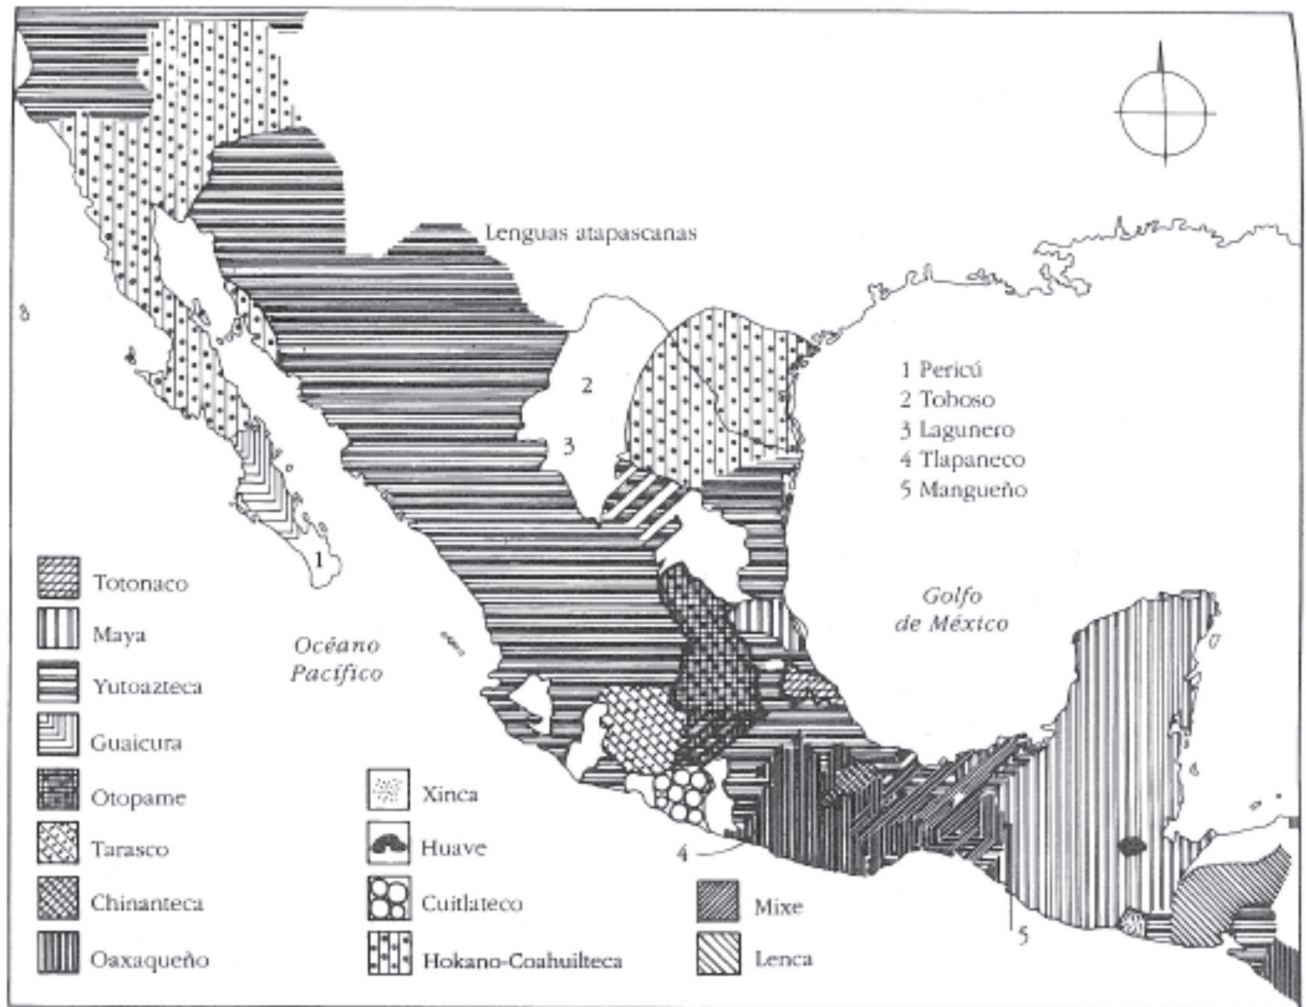 Lenguas atapascanas
1 Pericú
2 Toboso
3 Lagunero
4 Tlapaneco
5 Mangueño
2
3
1
Golfo
de México
Océano
Pacífico
Totonaco
Maya
Yutoazteca
Guaicura
Otopame
Tarasco
Chinanteca
Oaxaqueño
Xinca
Huave
Cuitlateco
Hokano-Coahuilteca
Mixe
Lenca
4
5